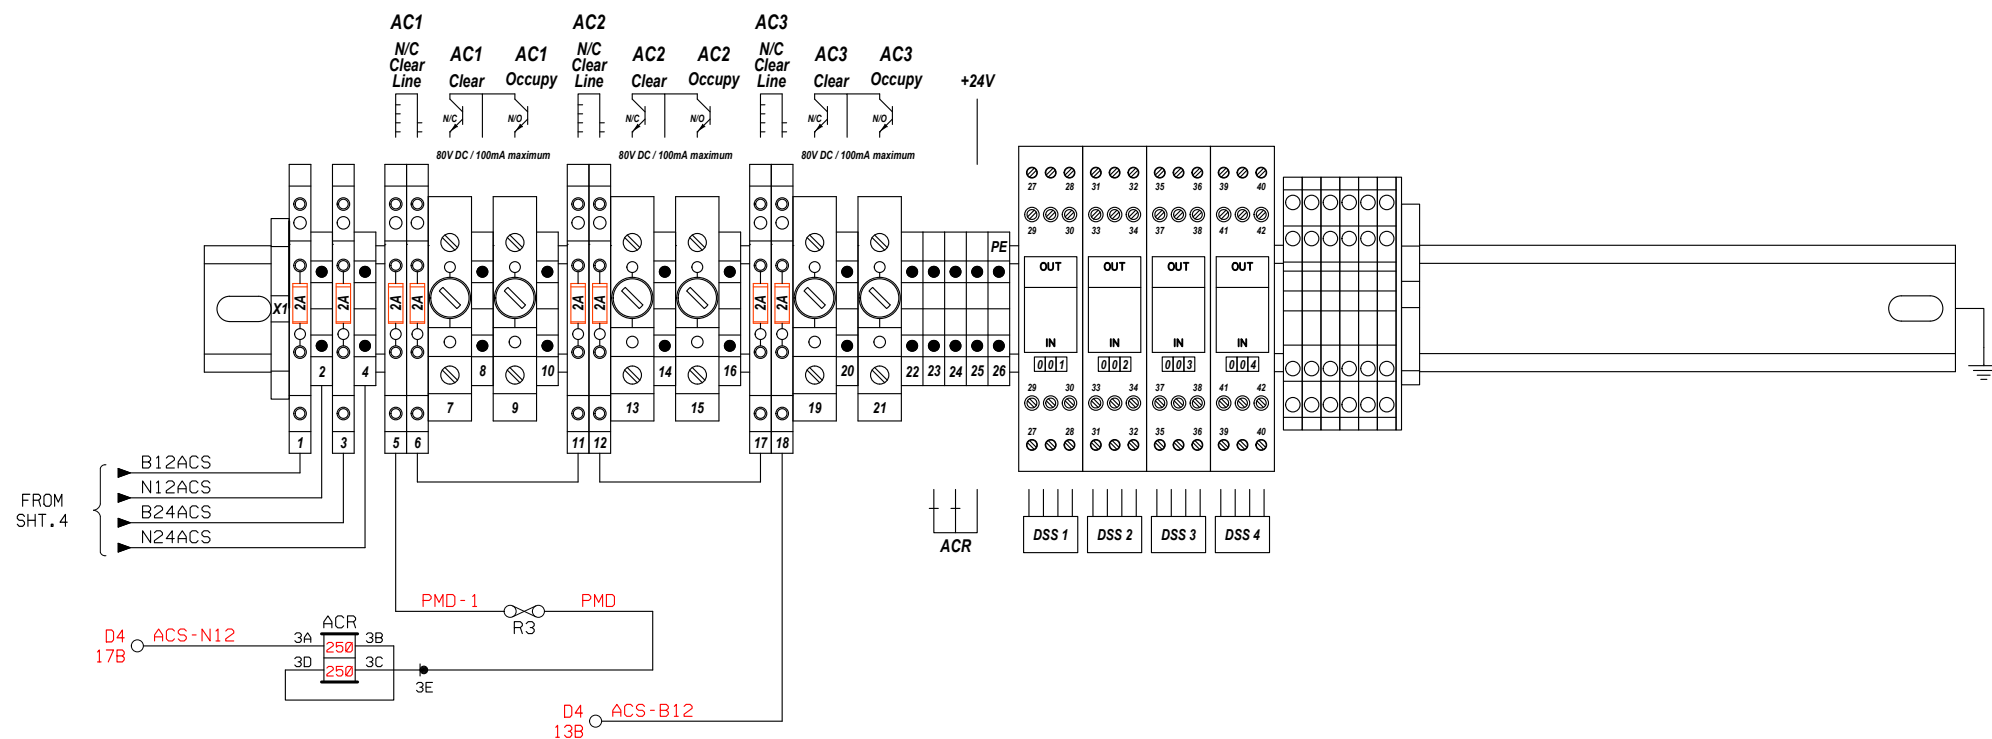 AC1
N/C
Clear
Line
AC1
Clear
AC1
Occupy
N/C
N/O
80V DC / 100mA maximum
AC2
N/C
Clear
Line
AC2
Clear
AC2
Occupy
N/C
N/O
80V DC / 100mA maximum
AC3
N/C
Clear
Line
AC3
Clear
AC3
Occupy
N/C
N/O
80V DC / 100mA maximum
+24V
27 28 31 32 35 36 39 40
29 30 33 34 37 38 41 42
PE
OUT OUT OUT OUT
X1 2A 2A 2A 2A 2A 2A 2A 2A
IN IN IN IN
001 002 003 004
2 4 8 10 14 16 20 22 23 24 25 26
29 30 33 34 37 38 41 42
7 9 13 15 19 21
27 28 31 32 35 36 39 40
1 3 5 6 11 12 17 18
FROM
SHT.4
B12ACS
N12ACS
B24ACS
N24ACS
ACR
DSS 1 DSS 2 DSS 3 DSS 4
PMD-1 PMD
R3
D4
17B
ACS-N12
ACR
3A 250 3B
3D 250 3C
3E
D4
13B
ACS-B12